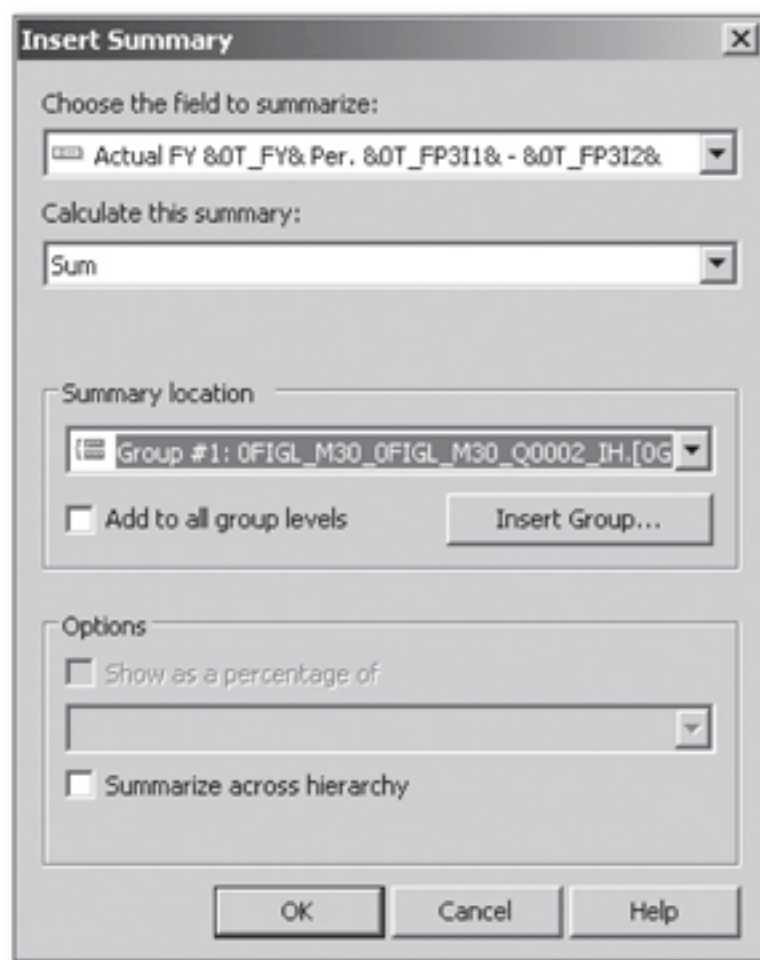 Insert Summary
Choose the field to summarize:
Actual FY &0T_FY& Per. &0T_FP3I1& - &0T_FP3I2&
Calculate this summary:
Sum
Summary location
Group #1: 0FIGL_M30_0FIGL_M30_Q0002_IH.[0G
Add to all group levels
Insert Group...
Options
Show as a percentage of
Summarize across hierarchy
OK Cancel Help